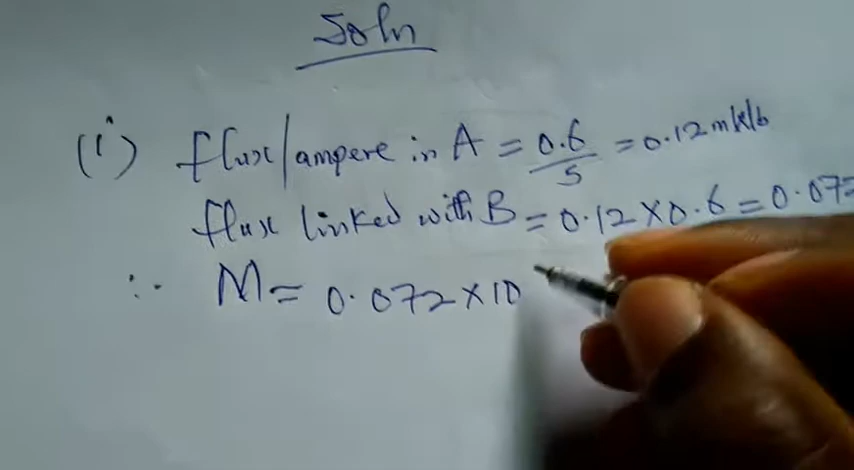 Soln
(i) flux/ampere in A = 0.6/5 = 0.12 mWb
flux linked with B = 0.12 × 0.6 = 0.072
∴ M = 0.072 × 10